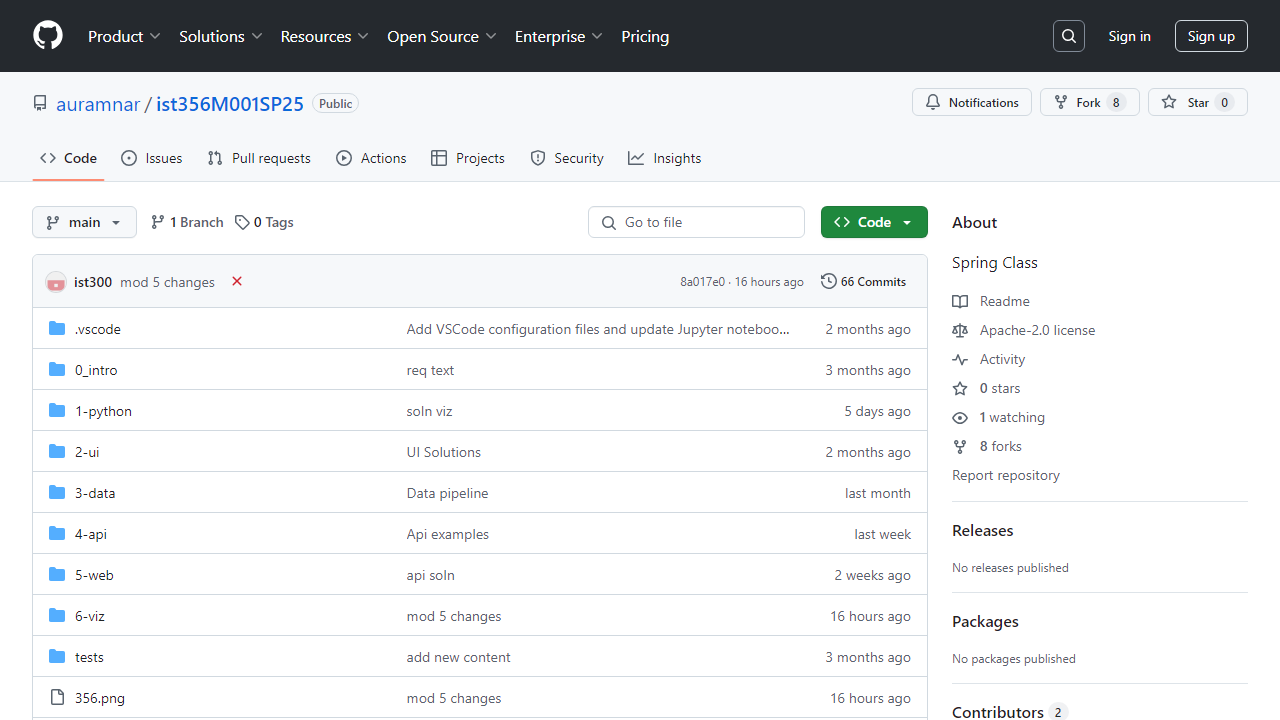 Product Solutions Resources Open Source Enterprise Pricing Sign in Sign up
auramnar / ist356M001SP25 Public Notifications Fork 8 Star 0
Code Issues Pull requests Actions Projects Security Insights
main 1 Branch 0 Tags Go to file Code
ist300 mod 5 changes 8a017e0 · 16 hours ago 66 Commits
.vscode Add VSCode configuration files and update Jupyter noteboo… 2 months ago
0_intro req text 3 months ago
1-python soln viz 5 days ago
2-ui UI Solutions 2 months ago
3-data Data pipeline last month
4-api Api examples last week
5-web api soln 2 weeks ago
6-viz mod 5 changes 16 hours ago
tests add new content 3 months ago
356.png mod 5 changes 16 hours ago
About
Spring Class
Readme
Apache-2.0 license
Activity
0 stars
1 watching
8 forks
Report repository
Releases
No releases published
Packages
No packages published
Contributors 2